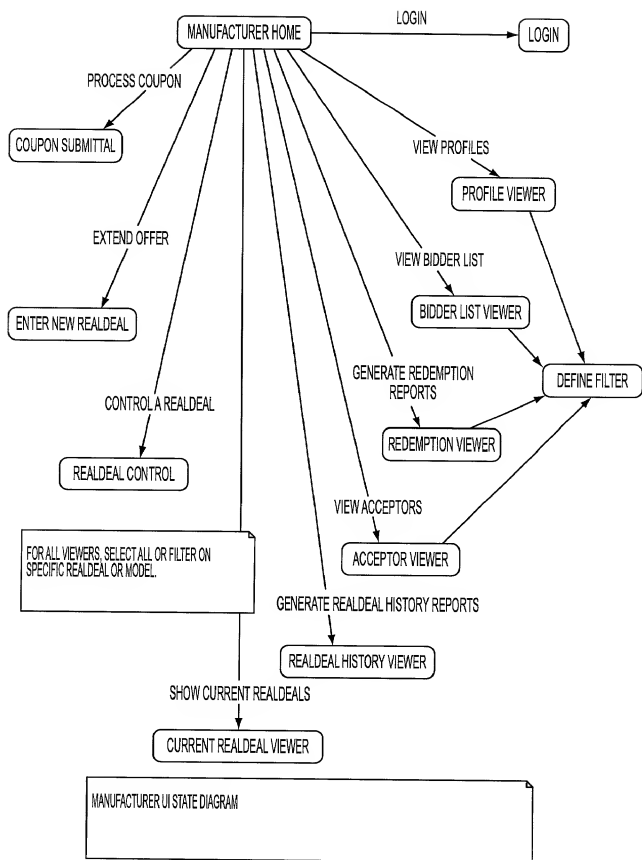 LOGIN
MANUFACTURER HOME
LOGIN
PROCESS COUPON
COUPON SUBMITTAL
VIEW PROFILES
PROFILE VIEWER
EXTEND OFFER
VIEW BIDDER LIST
ENTER NEW REALDEAL
BIDDER LIST VIEWER
GENERATE REDEMPTION
REPORTS
DEFINE FILTER
CONTROL A REALDEAL
REDEMPTION VIEWER
REALDEAL CONTROL
VIEW ACCEPTORS
FOR ALL VIEWERS, SELECT ALL OR FILTER ON
SPECIFIC REALDEAL OR MODEL.
ACCEPTOR VIEWER
GENERATE REALDEAL HISTORY REPORTS
REALDEAL HISTORY VIEWER
SHOW CURRENT REALDEALS
CURRENT REALDEAL VIEWER
MANUFACTURER UI STATE DIAGRAM